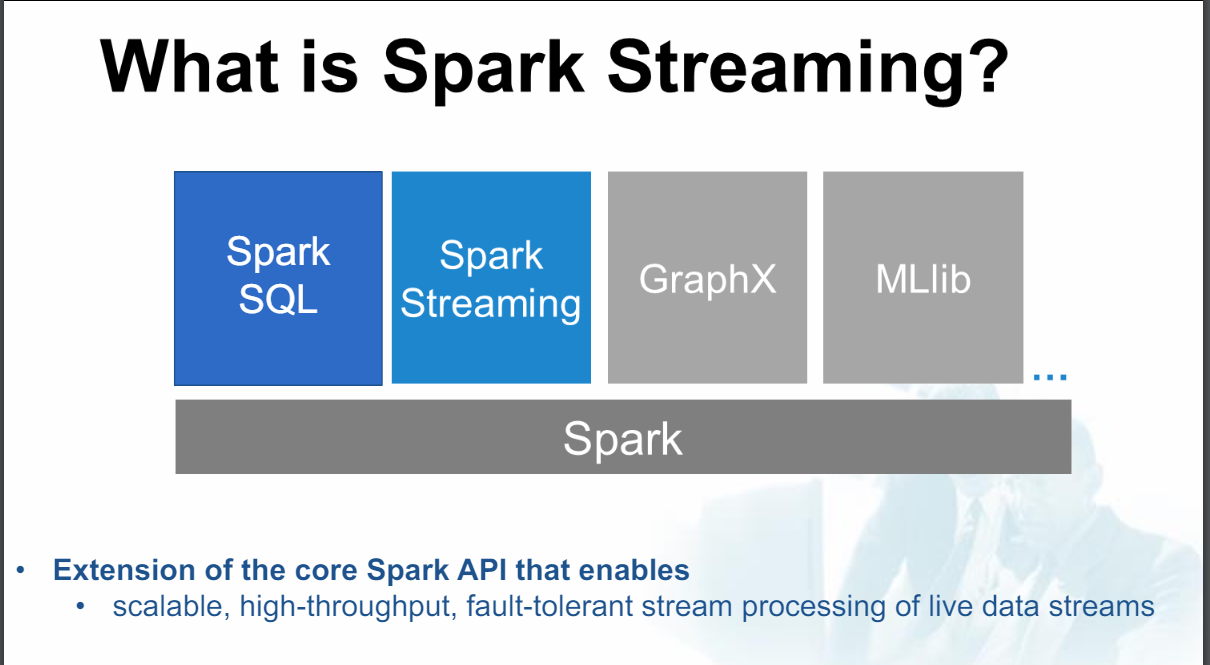 What is Spark Streaming?
Spark
SQL
Spark
Streaming
GraphX
MLlib
...
Spark
• Extension of the core Spark API that enables
• scalable, high-throughput, fault-tolerant stream processing of live data streams